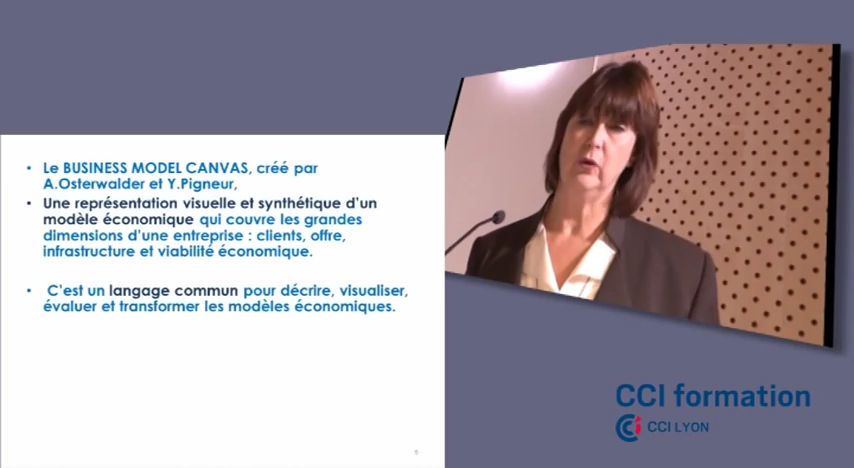 • Le BUSINESS MODEL CANVAS, créé par
A.Osterwalder et Y.Pigneur,
• Une représentation visuelle et synthétique d'un
modèle économique qui couvre les grandes
dimensions d'une entreprise : clients, offre,
infrastructure et viabilité économique.
• C'est un langage commun pour décrire, visualiser,
évaluer et transformer les modèles économiques.
5
CCI formation
CCI LYON